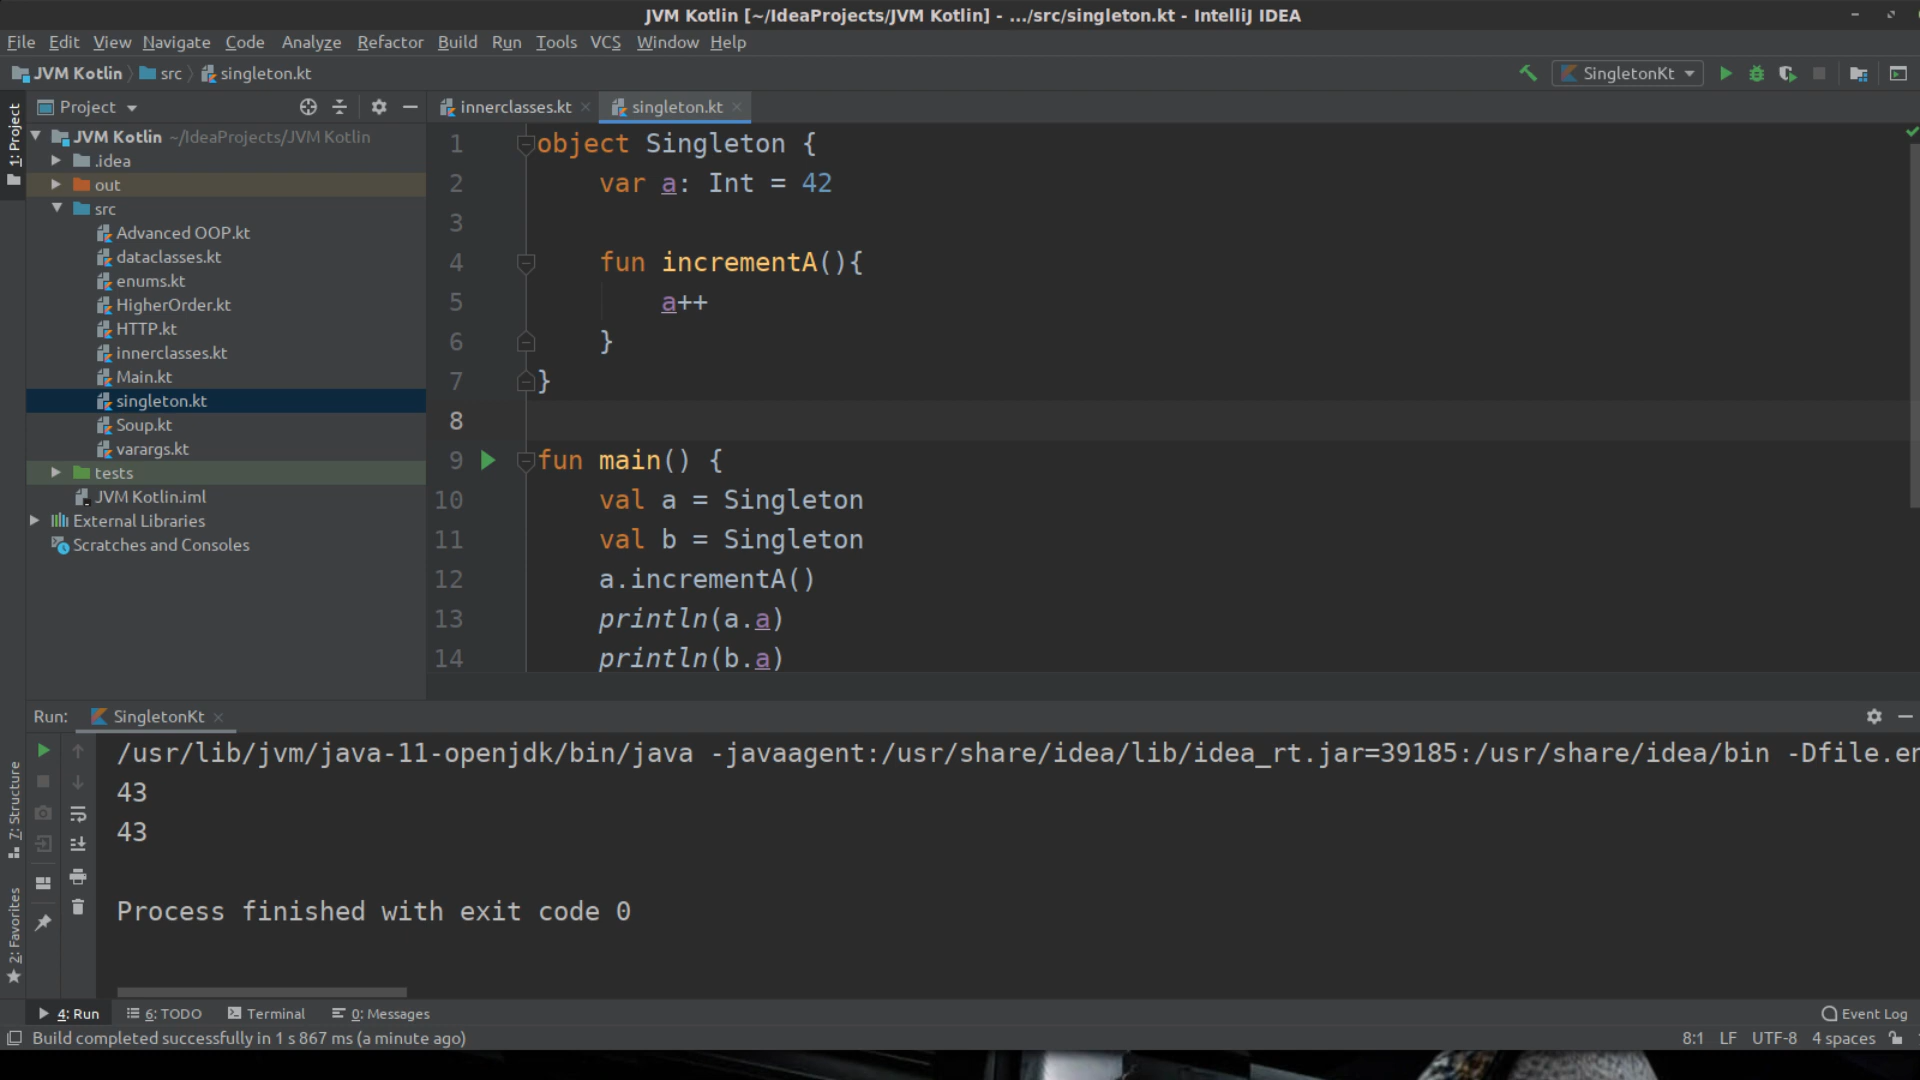 JVM Kotlin [~/IdeaProjects/JVM Kotlin] - .../src/singleton.kt - IntelliJ IDEA
File Edit View Navigate Code Analyze Refactor Build Run Tools VCS Window Help
JVM Kotlin src singleton.kt
SingletonKt
1: Project
Project
innerclasses.kt
singleton.kt
JVM Kotlin ~/IdeaProjects/JVM Kotlin
.idea
out
src
Advanced OOP.kt
dataclasses.kt
enums.kt
HigherOrder.kt
HTTP.kt
innerclasses.kt
Main.kt
singleton.kt
Soup.kt
varargs.kt
tests
JVM Kotlin.iml
External Libraries
Scratches and Consoles
1 object Singleton {
2 var a: Int = 42
3
4 fun incrementA(){
5 a++
6 }
7 }
8
9 fun main() {
10 val a = Singleton
11 val b = Singleton
12 a.incrementA()
13 println(a.a)
14 println(b.a)
Run: SingletonKt
/usr/lib/jvm/java-11-openjdk/bin/java -javaagent:/usr/share/idea/lib/idea_rt.jar=39185:/usr/share/idea/bin -Dfile.en
43
43
Process finished with exit code 0
7: Structure
2: Favorites
4: Run 6: TODO Terminal 0: Messages Event Log
Build completed successfully in 1 s 867 ms (a minute ago) 8:1 LF UTF-8 4 spaces